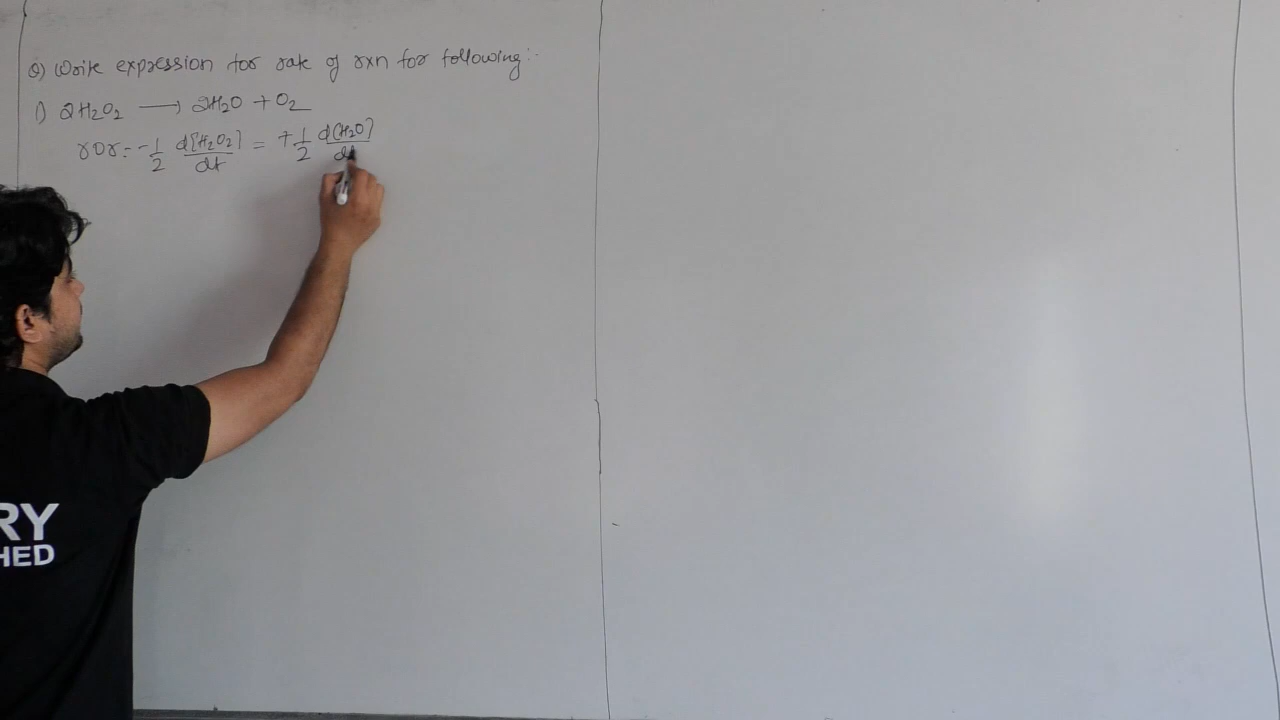 Q) Write expression for rate of rxn for following:-
1) 2H₂O₂ ⟶ 2H₂O + O₂
ror = -1/2 d[H₂O₂]/dt = +1/2 d[H₂O]/dt
RY
HED